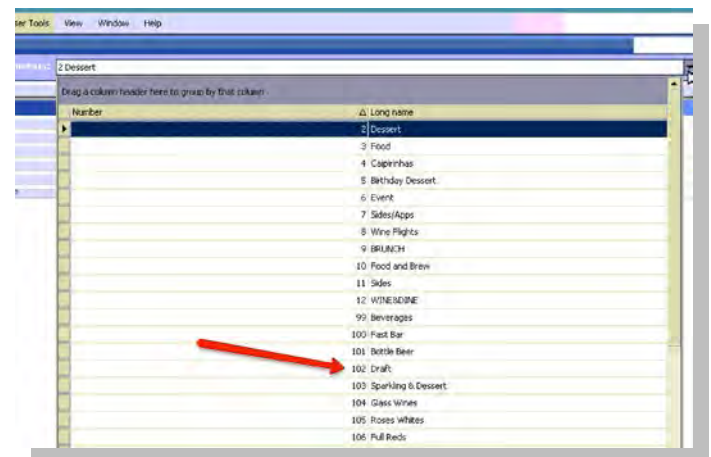 ser Tools View Window Help
2 Dessert
Drag a column header here to group by that column
Number Long name
2 Dessert
3 Food
4 Caipirinhas
5 Birthday Dessert
6 Event
7 Sides/Apps
8 Wine Flights
9 BRUNCH
10 Food and Brew
11 Sides
12 WINE&DINE
99 Beverages
100 Fast Bar
101 Bottle Beer
102 Draft
103 Sparkling & Dessert
104 Glass Wines
105 Roses Whites
106 Full Reds